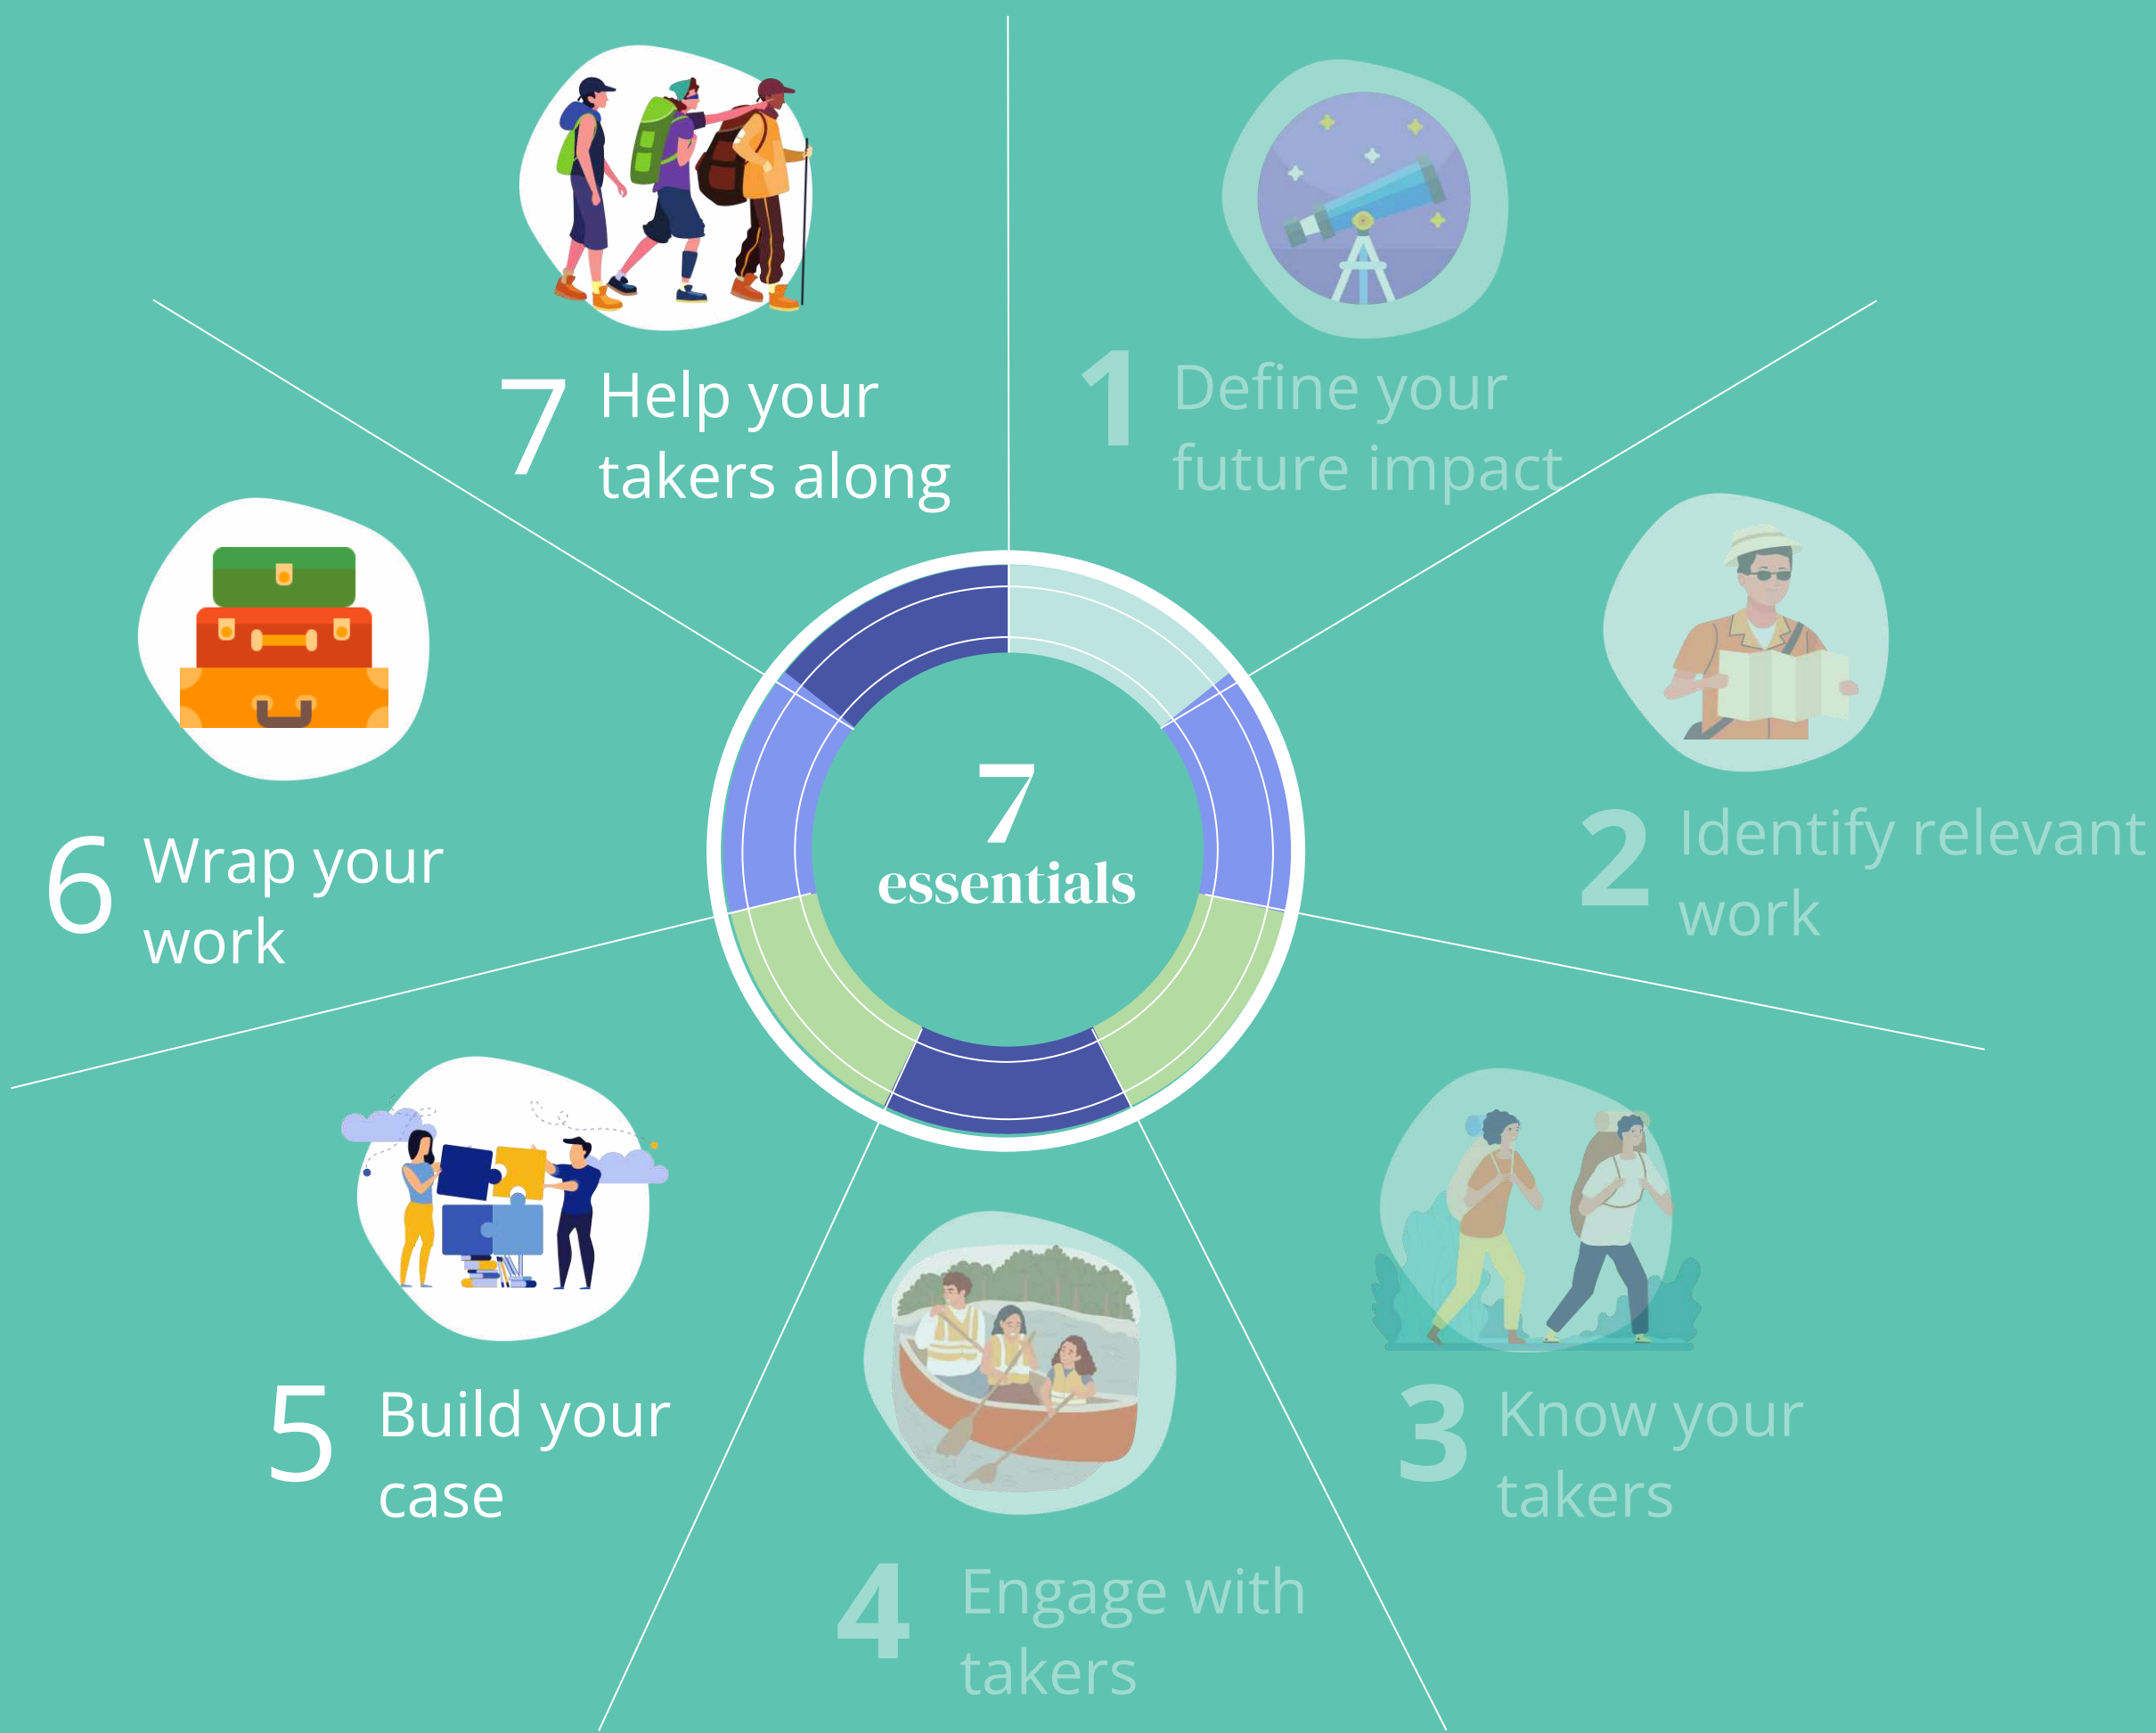 7
essentials
1
Define your
future impact
2
Identify relevant
work
3
Know your
takers
4
Engage with
takers
5
Build your
case
6
Wrap your
work
7
Help your
takers along